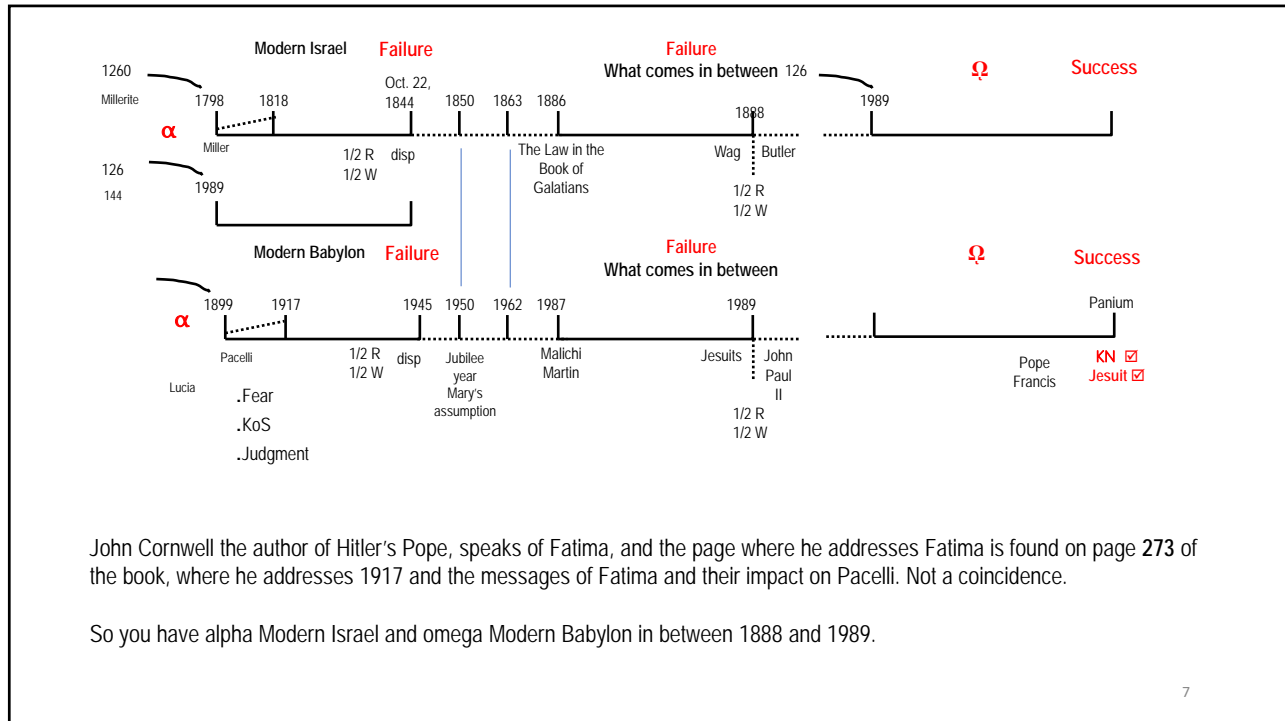 Modern Israel Failure Failure
1260 What comes in between 126 Ω Success
Millerite Oct. 22,
1798 1818 1844 1850 1863 1886 1888 1989
α
Miller 1/2 R disp The Law in the Wag Butler
1/2 W Book of
Galatians
126 1/2 R
144 1989 1/2 W
Modern Babylon Failure Failure
What comes in between Ω Success
α 1899 1917 1945 1950 1962 1987 1989 Panium
Pacelli 1/2 R disp Jubilee Malichi Jesuits John Pope KN ☑
1/2 W year Martin Paul Francis Jesuit ☑
Lucia Mary's II
.Fear assumption
.KoS 1/2 R
.Judgment 1/2 W
John Cornwell the author of Hitler's Pope, speaks of Fatima, and the page where he addresses Fatima is found on page 273 of
the book, where he addresses 1917 and the messages of Fatima and their impact on Pacelli. Not a coincidence.
So you have alpha Modern Israel and omega Modern Babylon in between 1888 and 1989.
7